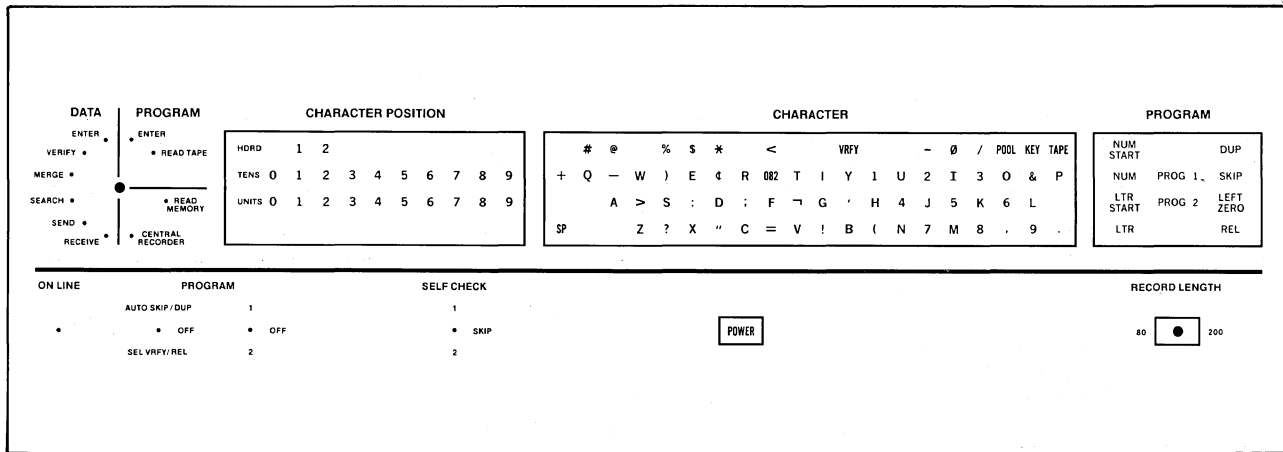 DATA PROGRAM CHARACTER POSITION CHARACTER PROGRAM
ENTER ENTER
VERIFY READ TAPE
MERGE
SEARCH READ MEMORY
SEND
RECEIVE CENTRAL RECORDER
HDRD 1 2
TENS 0 1 2 3 4 5 6 7 8 9
UNITS 0 1 2 3 4 5 6 7 8 9
# @ % $ * < VRFY - Ø / POOL KEY TAPE
+ Q — W ) E ¢ R 082 T | Y 1 U 2 I 3 O & P
A > S : D ; F ¬ G ' H 4 J 5 K 6 L
SP Z ? X " C = V ! B ( N 7 M 8 , 9 .
NUM START DUP
NUM PROG 1 SKIP
LTR START PROG 2 LEFT ZERO
LTR REL
ON LINE PROGRAM SELF CHECK RECORD LENGTH
AUTO SKIP/DUP 1 1
OFF OFF SKIP POWER 80 200
SEL VRFY/REL 2 2